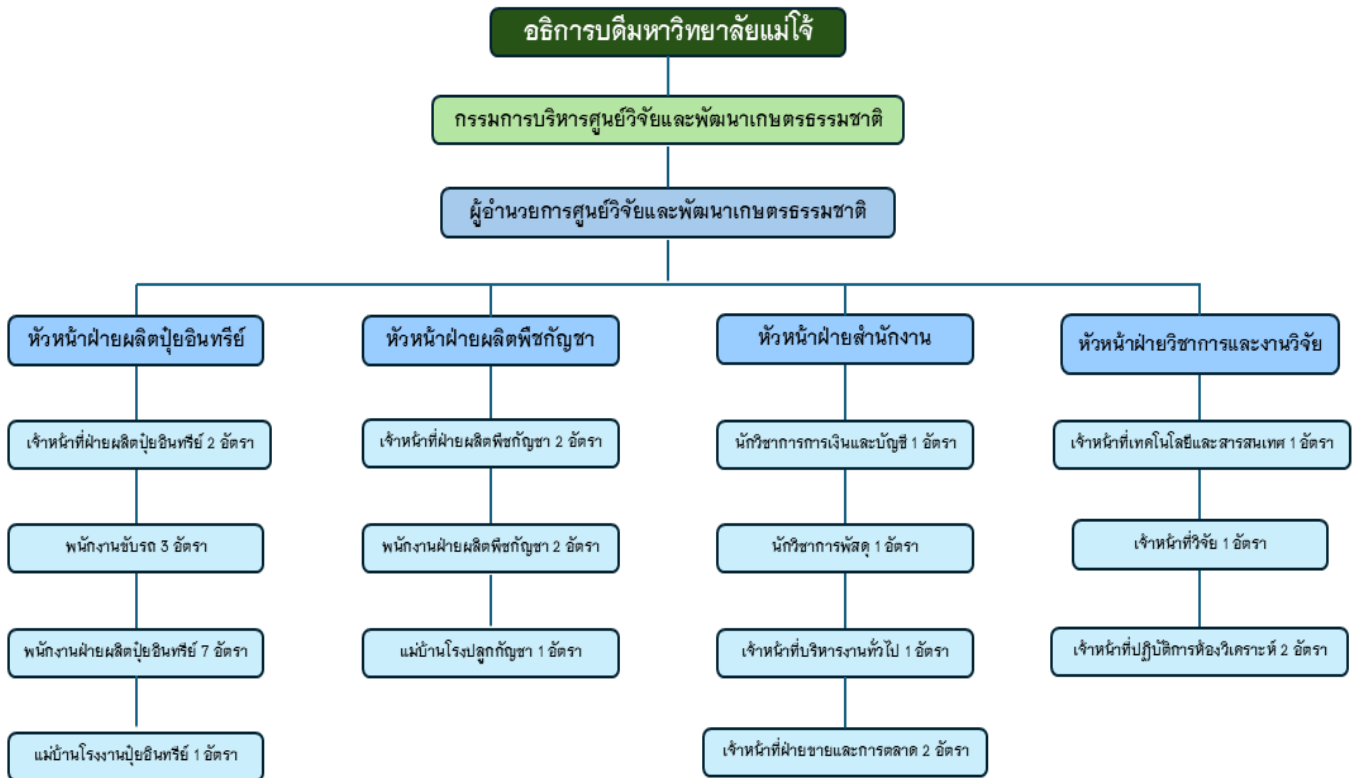 อธิการบดีมหาวิทยาลัยแม่โจ้
กรรมการบริหารศูนย์วิจัยและพัฒนาเกษตรธรรมชาติ
ผู้อำนวยการศูนย์วิจัยและพัฒนาเกษตรธรรมชาติ
หัวหน้าฝ่ายผลิตปุ๋ยอินทรีย์
หัวหน้าฝ่ายผลิตพืชกัญชา
หัวหน้าฝ่ายสำนักงาน
หัวหน้าฝ่ายวิชาการและงานวิจัย
เจ้าหน้าที่ฝ่ายผลิตปุ๋ยอินทรีย์ 2 อัตรา
เจ้าหน้าที่ฝ่ายผลิตพืชกัญชา 2 อัตรา
นักวิชาการการเงินและบัญชี 1 อัตรา
เจ้าหน้าที่เทคโนโลยีและสารสนเทศ 1 อัตรา
พนักงานขับรถ 3 อัตรา
พนักงานฝ่ายผลิตพืชกัญชา 2 อัตรา
นักวิชาการพัสดุ 1 อัตรา
เจ้าหน้าที่วิจัย 1 อัตรา
พนักงานฝ่ายผลิตปุ๋ยอินทรีย์ 7 อัตรา
แม่บ้านโรงปลูกกัญชา 1 อัตรา
เจ้าหน้าที่บริหารงานทั่วไป 1 อัตรา
เจ้าหน้าที่ปฏิบัติการห้องวิเคราะห์ 2 อัตรา
แม่บ้านโรงงานปุ๋ยอินทรีย์ 1 อัตรา
เจ้าหน้าที่ฝ่ายขายและการตลาด 2 อัตรา